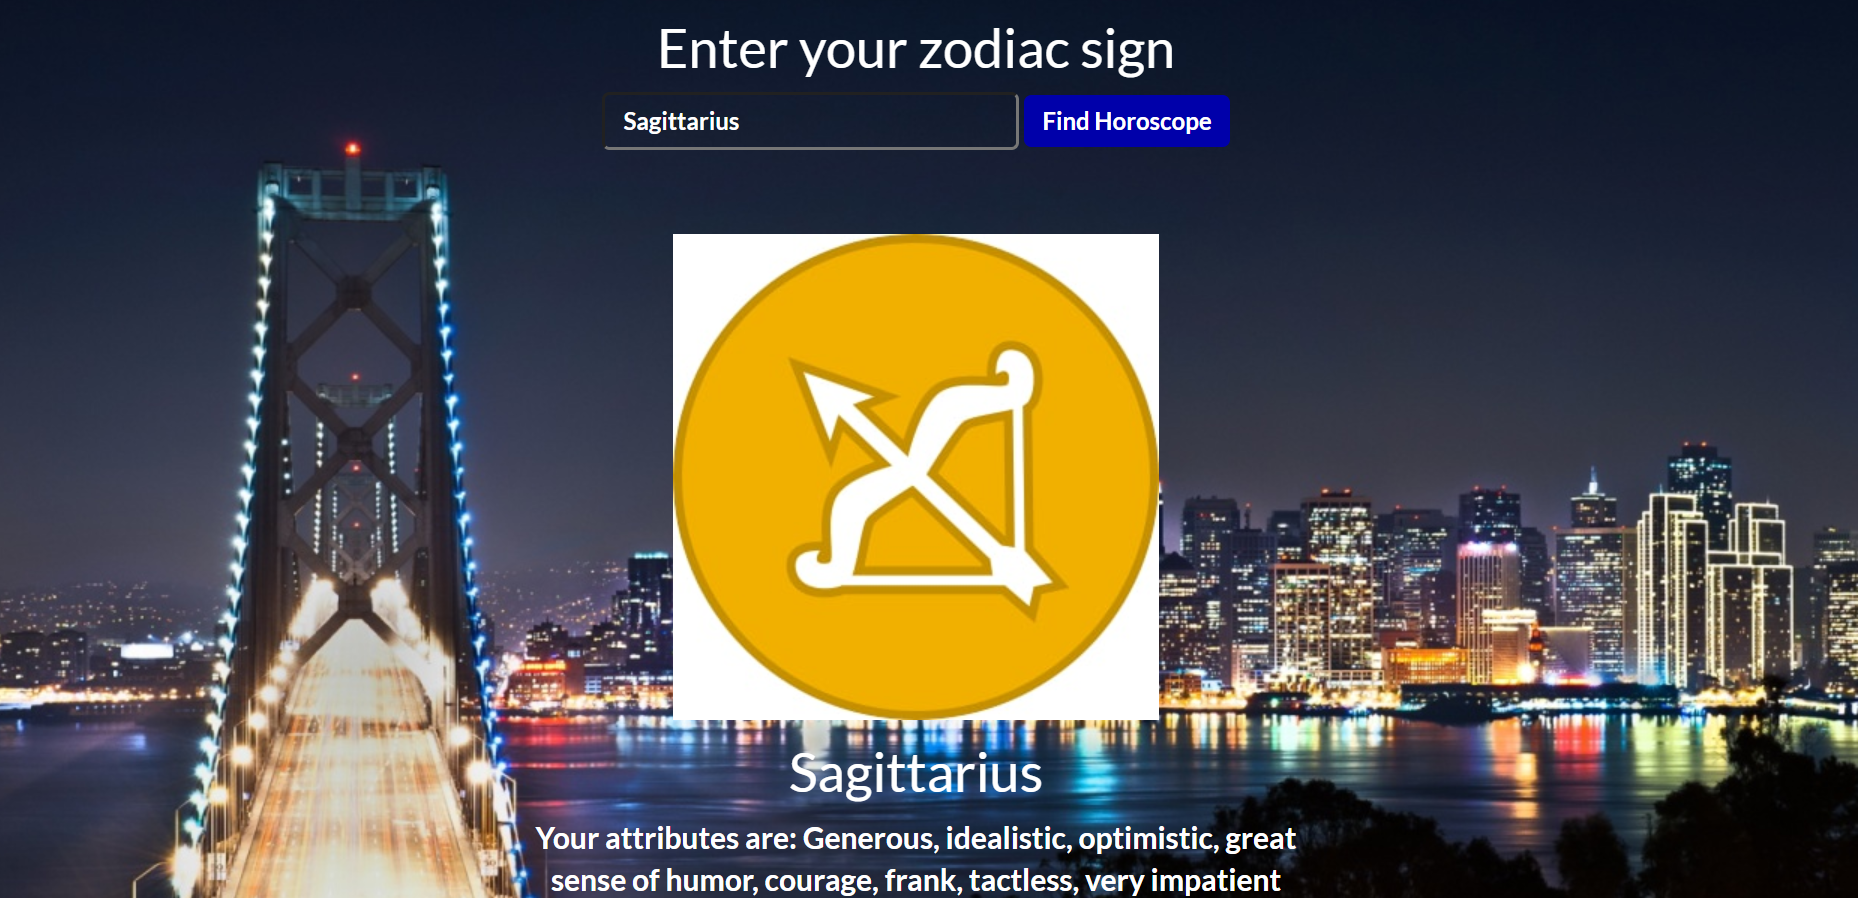 Enter your zodiac sign
Sagittarius
Find Horoscope
Sagittarius
Your attributes are: Generous, idealistic, optimistic, great
sense of humor, courage, frank, tactless, very impatient